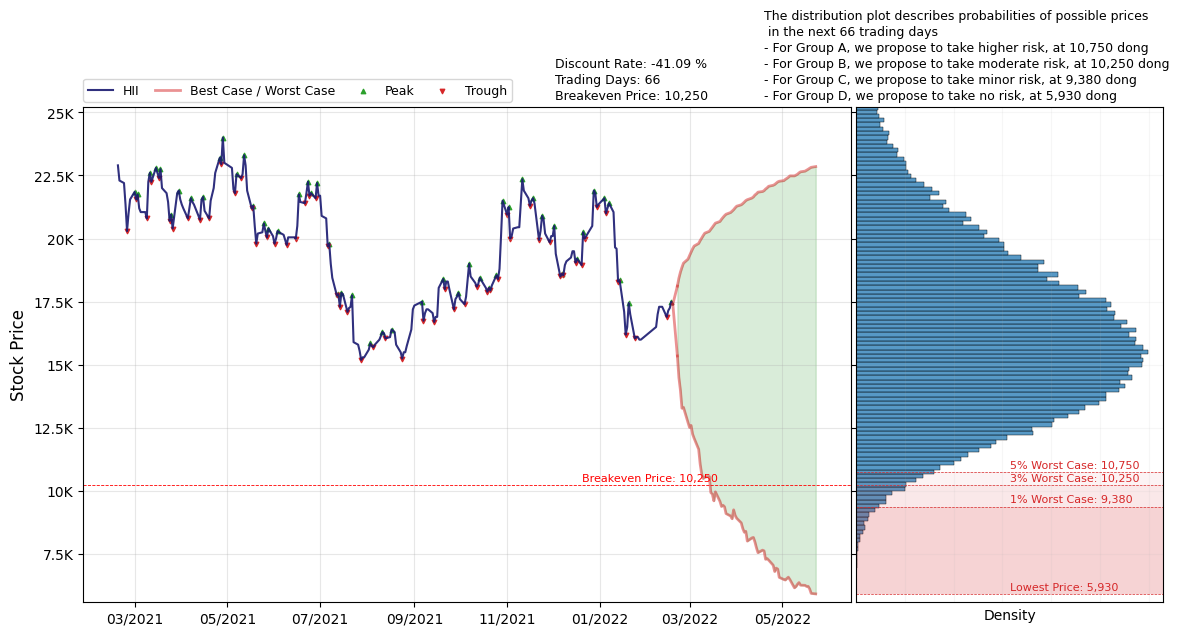 The distribution plot describes probabilities of possible prices
in the next 66 trading days
- For Group A, we propose to take higher risk, at 10,750 dong
- For Group B, we propose to take moderate risk, at 10,250 dong
- For Group C, we propose to take minor risk, at 9,380 dong
- For Group D, we propose to take no risk, at 5,930 dong
Discount Rate: -41.09 %
Trading Days: 66
Breakeven Price: 10,250
HII
Best Case / Worst Case
Peak
Trough
Stock Price
25K
22.5K
20K
17.5K
15K
12.5K
10K
7.5K
Breakeven Price: 10,250
5% Worst Case: 10,750
3% Worst Case: 10,250
1% Worst Case: 9,380
Lowest Price: 5,930
03/2021
05/2021
07/2021
09/2021
11/2021
01/2022
03/2022
05/2022
Density